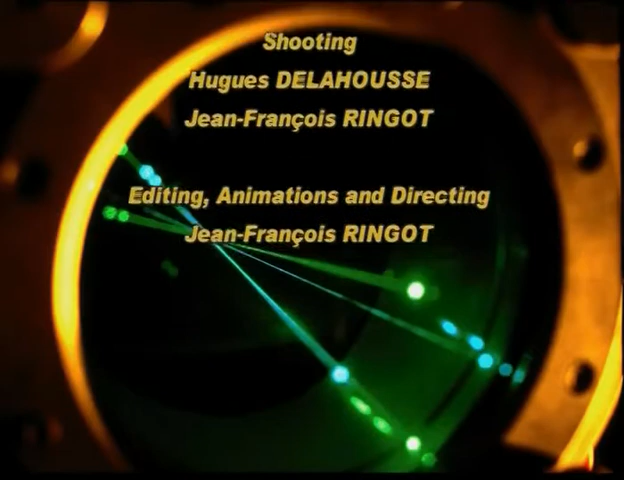 Shooting
Hugues DELAHOUSSE
Jean-François RINGOT
Editing, Animations and Directing
Jean-François RINGOT